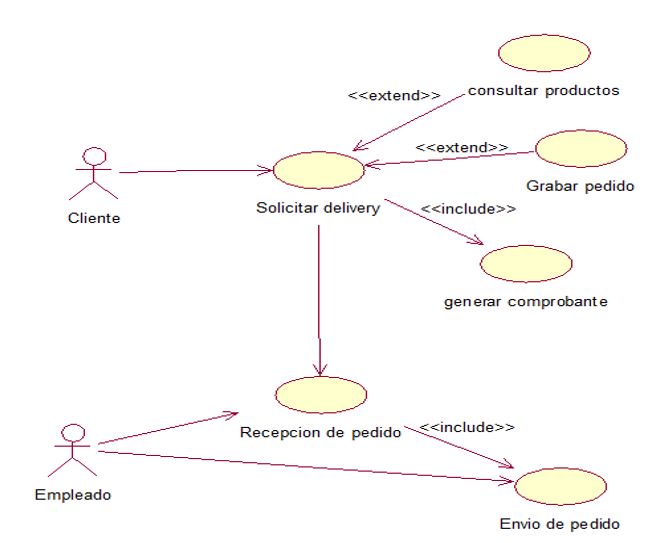 <<extend>>
consultar productos
<<extend>>
Grabar pedido
Cliente
Solicitar delivery
<<include>>
generar comprobante
Recepcion de pedido
<<include>>
Empleado
Envio de pedido